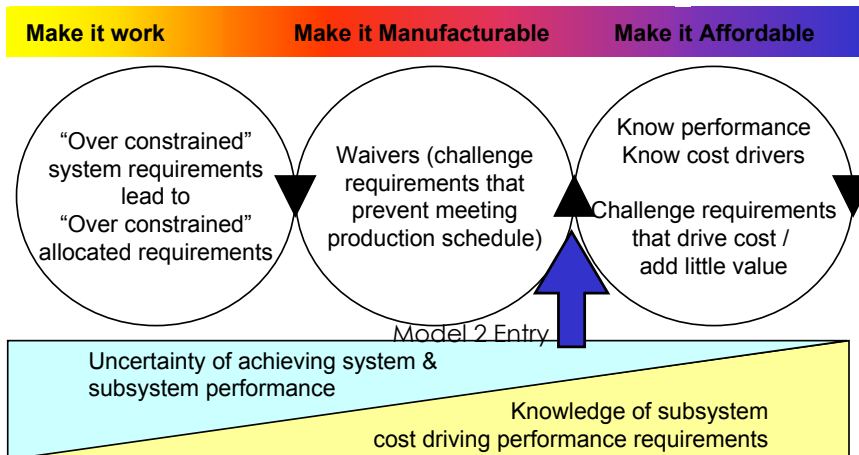 Make it work
Make it Manufacturable
Make it Affordable
“Over constrained”
system requirements
lead to
“Over constrained”
allocated requirements
Waivers (challenge
requirements that
prevent meeting
production schedule)
Know performance
Know cost drivers
Challenge requirements
that drive cost /
add little value
Model 2 Entry
Uncertainty of achieving system &
subsystem performance
Knowledge of subsystem
cost driving performance requirements